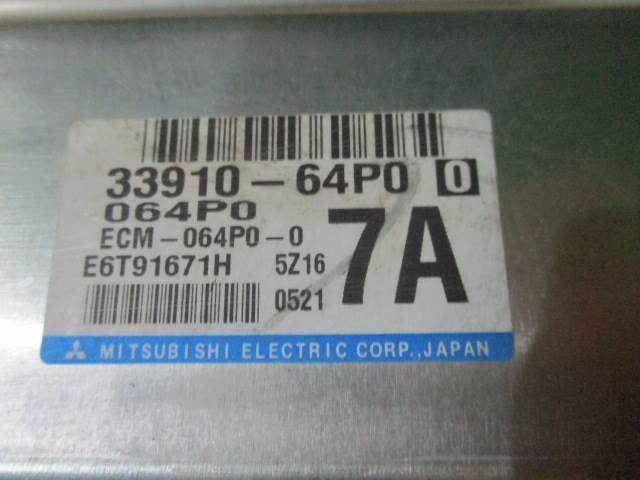 33910-64P0 0
064P0
ECM-064P0-0
7A
E6T91671H 5Z16
0521
MITSUBISHI ELECTRIC CORP., JAPAN